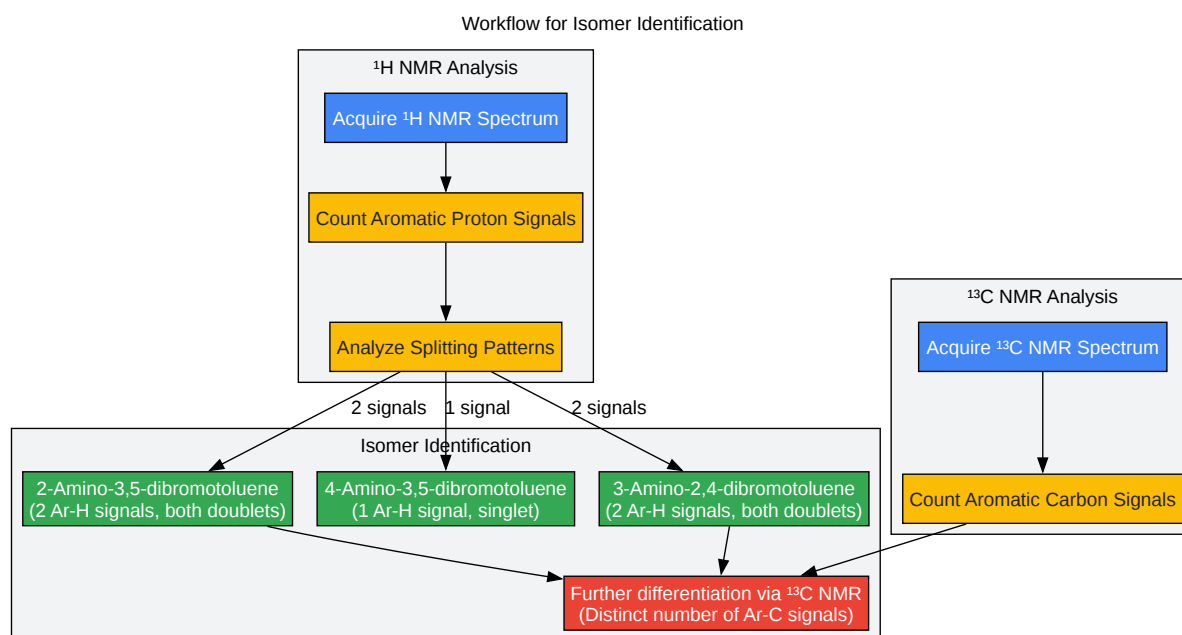 Workflow for Isomer Identification
¹H NMR Analysis
Acquire ¹H NMR Spectrum
Count Aromatic Proton Signals
Analyze Splitting Patterns
¹³C NMR Analysis
Acquire ¹³C NMR Spectrum
Count Aromatic Carbon Signals
2 signals
1 signal
2 signals
Isomer Identification
2-Amino-3,5-dibromotoluene
(2 Ar-H signals, both doublets)
4-Amino-3,5-dibromotoluene
(1 Ar-H signal, singlet)
3-Amino-2,4-dibromotoluene
(2 Ar-H signals, both doublets)
Further differentiation via ¹³C NMR
(Distinct number of Ar-C signals)